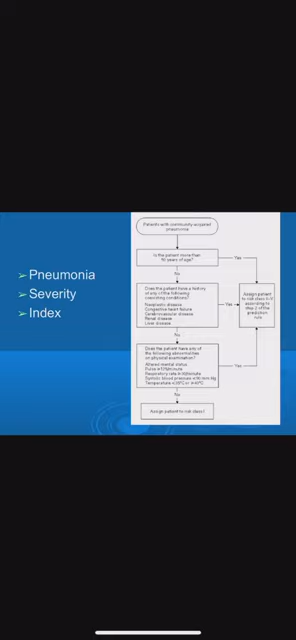 ➢ Pneumonia
➢ Severity
➢ Index
Patients with community-acquired
pneumonia
Is the patient more than
50 years of age?
Yes
No
Does the patient have a history
of any of the following
coexisting conditions?
Neoplastic disease
Congestive heart failure
Cerebrovascular disease
Renal disease
Liver disease
Yes
Assign patient
to risk class II-V
according to
step 2 of the
prediction
rule
No
Does the patient have any of
the following abnormalities
on physical examination?
Altered mental status
Pulse ≥125/minute
Respiratory rate ≥30/minute
Systolic blood pressure <90 mm Hg
Temperature <35°C or ≥40°C
Yes
No
Assign patient to risk class I